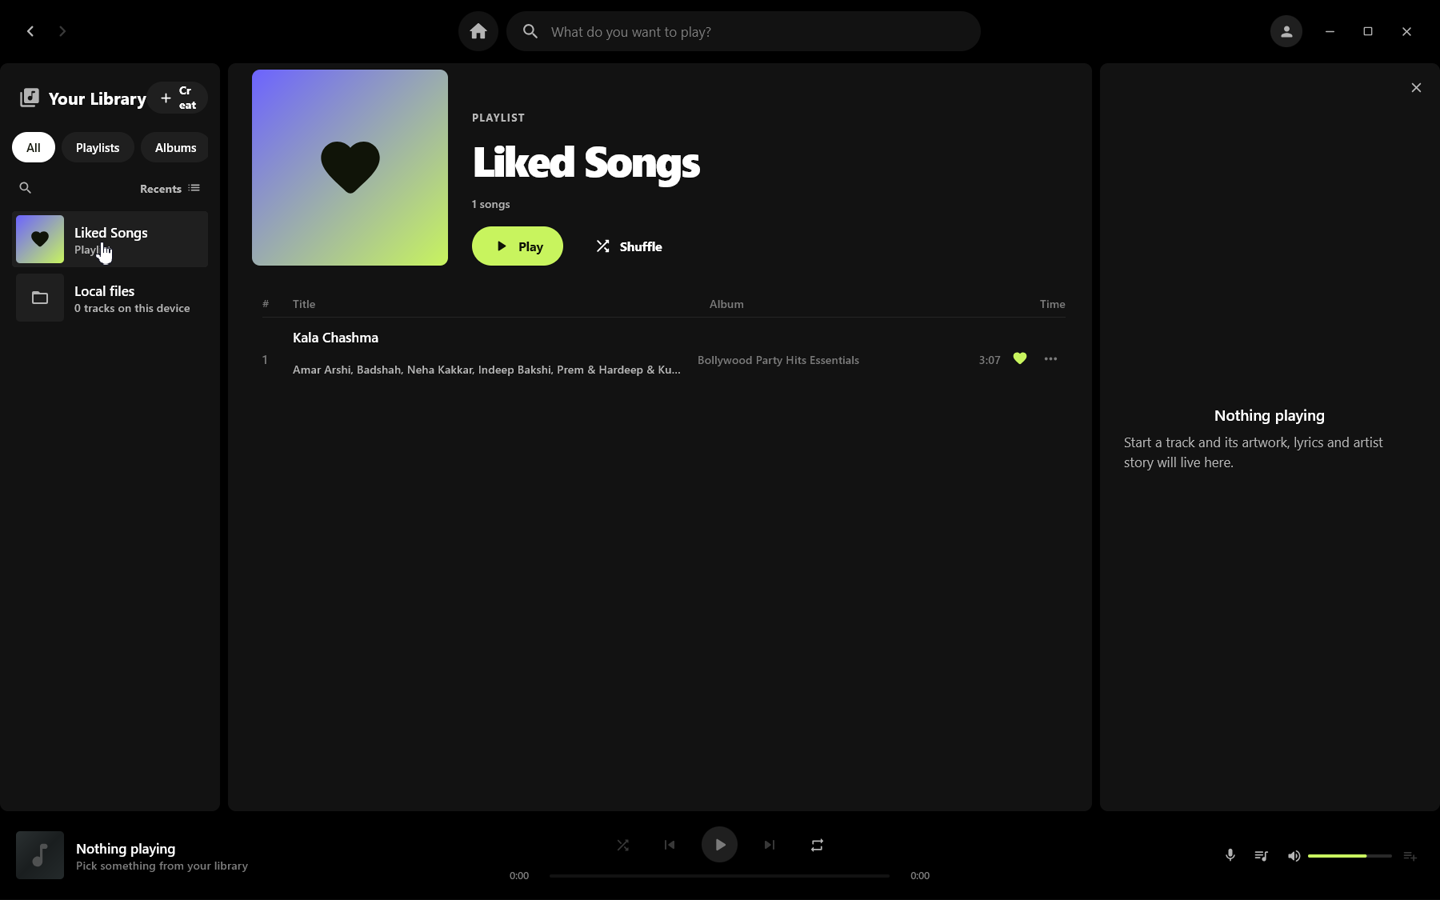 What do you want to play?
Your Library
+ Cr
eat
All
Playlists
Albums
Recents
Liked Songs
Local files
0 tracks on this device
PLAYLIST
Liked Songs
1 songs
Play
Shuffle
# Title Album Time
Kala Chashma
1 Bollywood Party Hits Essentials 3:07
Amar Arshi, Badshah, Neha Kakkar, Indeep Bakshi, Prem & Hardeep & Ku...
Nothing playing
Start a track and its artwork, lyrics and artist
story will live here.
Nothing playing
Pick something from your library
0:00
0:00